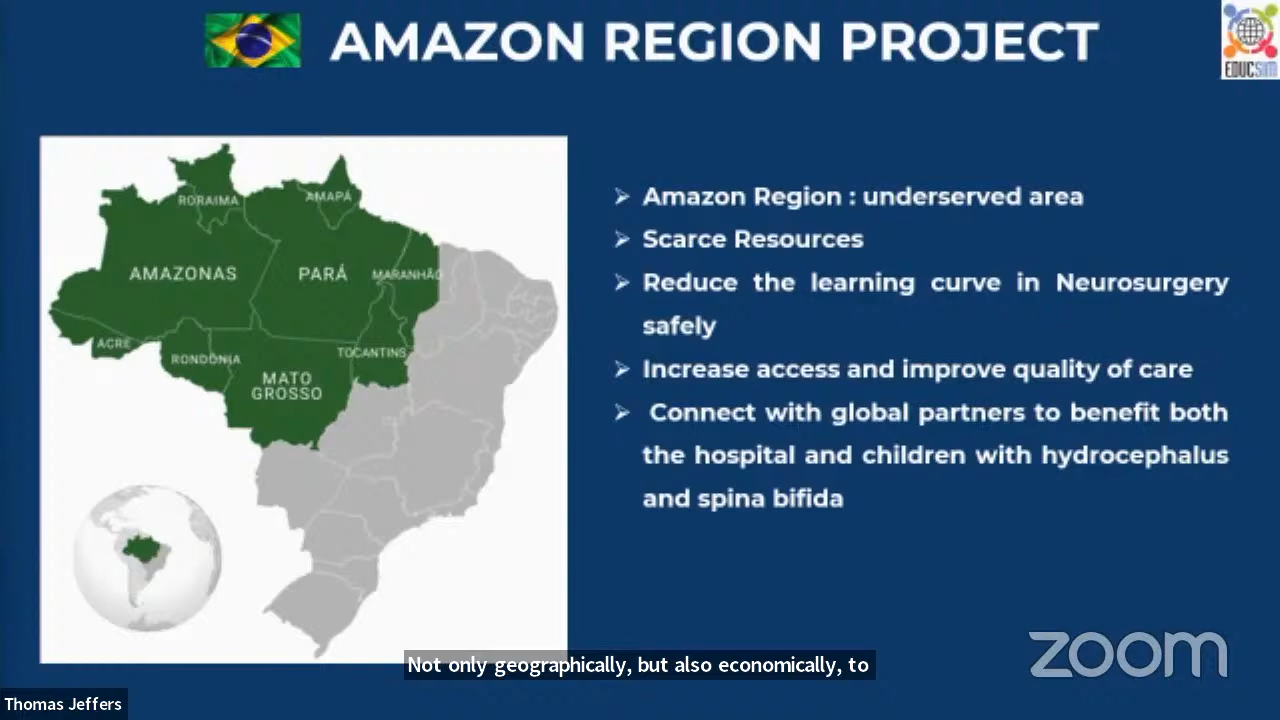 AMAZON REGION PROJECT
EDUCSIM
RORAIMA
AMAPÁ
AMAZONAS
PARÁ
MARANHÃO
ACRE
RONDÔNIA
TOCANTINS
MATO
GROSSO
➢ Amazon Region : underserved area
➢ Scarce Resources
➢ Reduce the learning curve in Neurosurgery
safely
➢ Increase access and improve quality of care
➢ Connect with global partners to benefit both
the hospital and children with hydrocephalus
and spina bifida
zoom
Not only geographically, but also economically, to
Thomas Jeffers